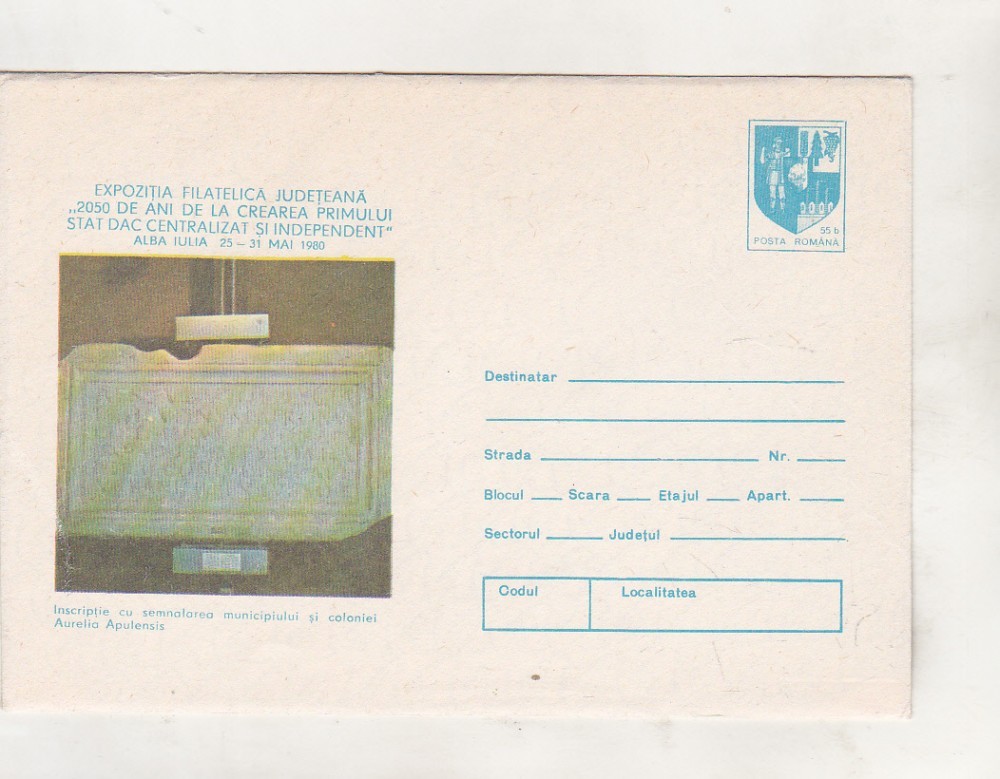 EXPOZIȚIA FILATELICĂ JUDEȚEANĂ
„2050 DE ANI DE LA CREAREA PRIMULUI
STAT DAC CENTRALIZAT ȘI INDEPENDENT"
ALBA IULIA 25 – 31 MAI 1980
55 b
POȘTA ROMÂNĂ
Destinatar
Strada Nr.
Blocul Scara Etajul Apart.
Sectorul Județul
Codul Localitatea
Inscripție cu semnalarea municipiului și coloniei
Aurelia Apulensis